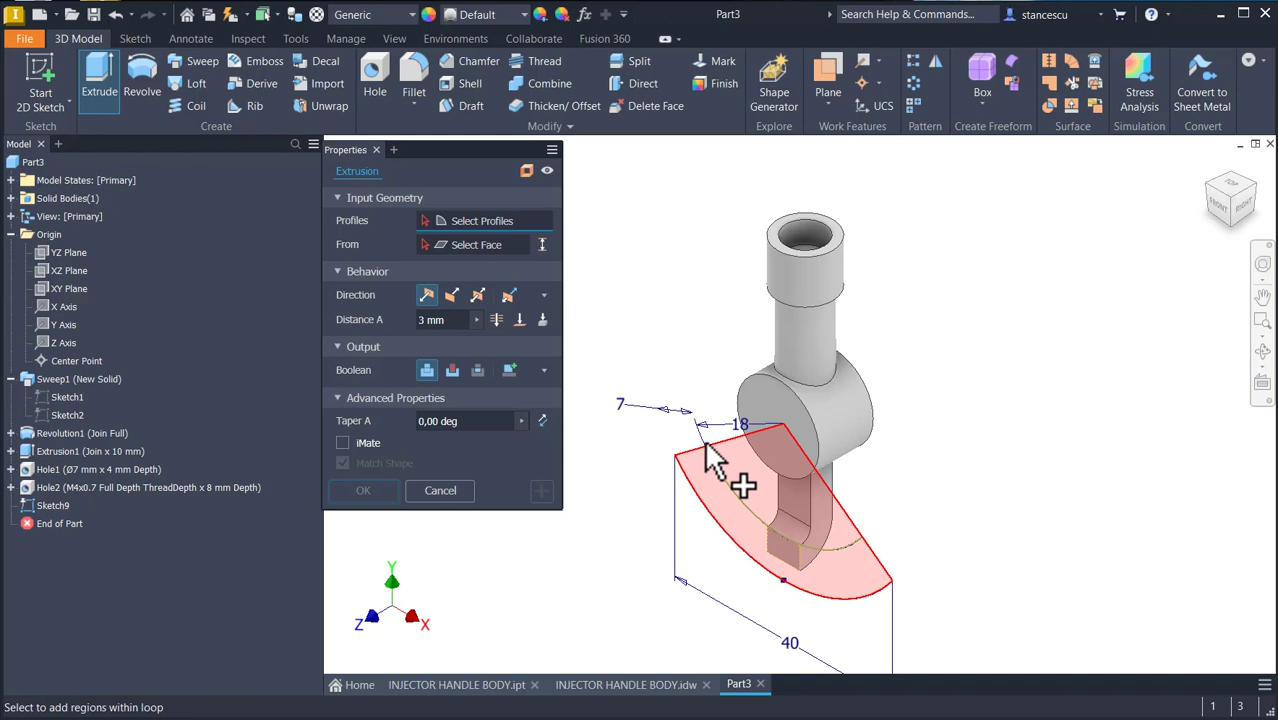 Generic
Default
Part3
Search Help & Commands...
stancescu
File
3D Model
Sketch
Annotate
Inspect
Tools
Manage
View
Environments
Collaborate
Fusion 360
Start
2D Sketch
Extrude
Revolve
Sweep
Loft
Coil
Emboss
Derive
Rib
Decal
Import
Unwrap
Hole
Fillet
Chamfer
Shell
Draft
Thread
Combine
Thicken/ Offset
Split
Direct
Delete Face
Mark
Finish
Shape
Generator
Plane
UCS
Box
Stress
Analysis
Convert to
Sheet Metal
Sketch
Create
Modify
Explore
Work Features
Pattern
Create Freeform
Surface
Simulation
Convert
Model
Part3
Model States: [Primary]
Solid Bodies(1)
View: [Primary]
Origin
YZ Plane
XZ Plane
XY Plane
X Axis
Y Axis
Z Axis
Center Point
Sweep1 (New Solid)
Sketch1
Sketch2
Revolution1 (Join Full)
Extrusion1 (Join x 10 mm)
Hole1 (Ø7 mm x 4 mm Depth)
Hole2 (M4x0.7 Full Depth ThreadDepth x 8 mm Depth)
Sketch9
End of Part
Properties
Extrusion
Input Geometry
Profiles
Select Profiles
From
Select Face
Behavior
Direction
Distance A
3 mm
Output
Boolean
Advanced Properties
Taper A
0,00 deg
iMate
Match Shape
OK
Cancel
TOP
FRONT
RIGHT
7
18
40
Y
Z
X
Home
INJECTOR HANDLE BODY.ipt
INJECTOR HANDLE BODY.idw
Part3
Select to add regions within loop
1
3